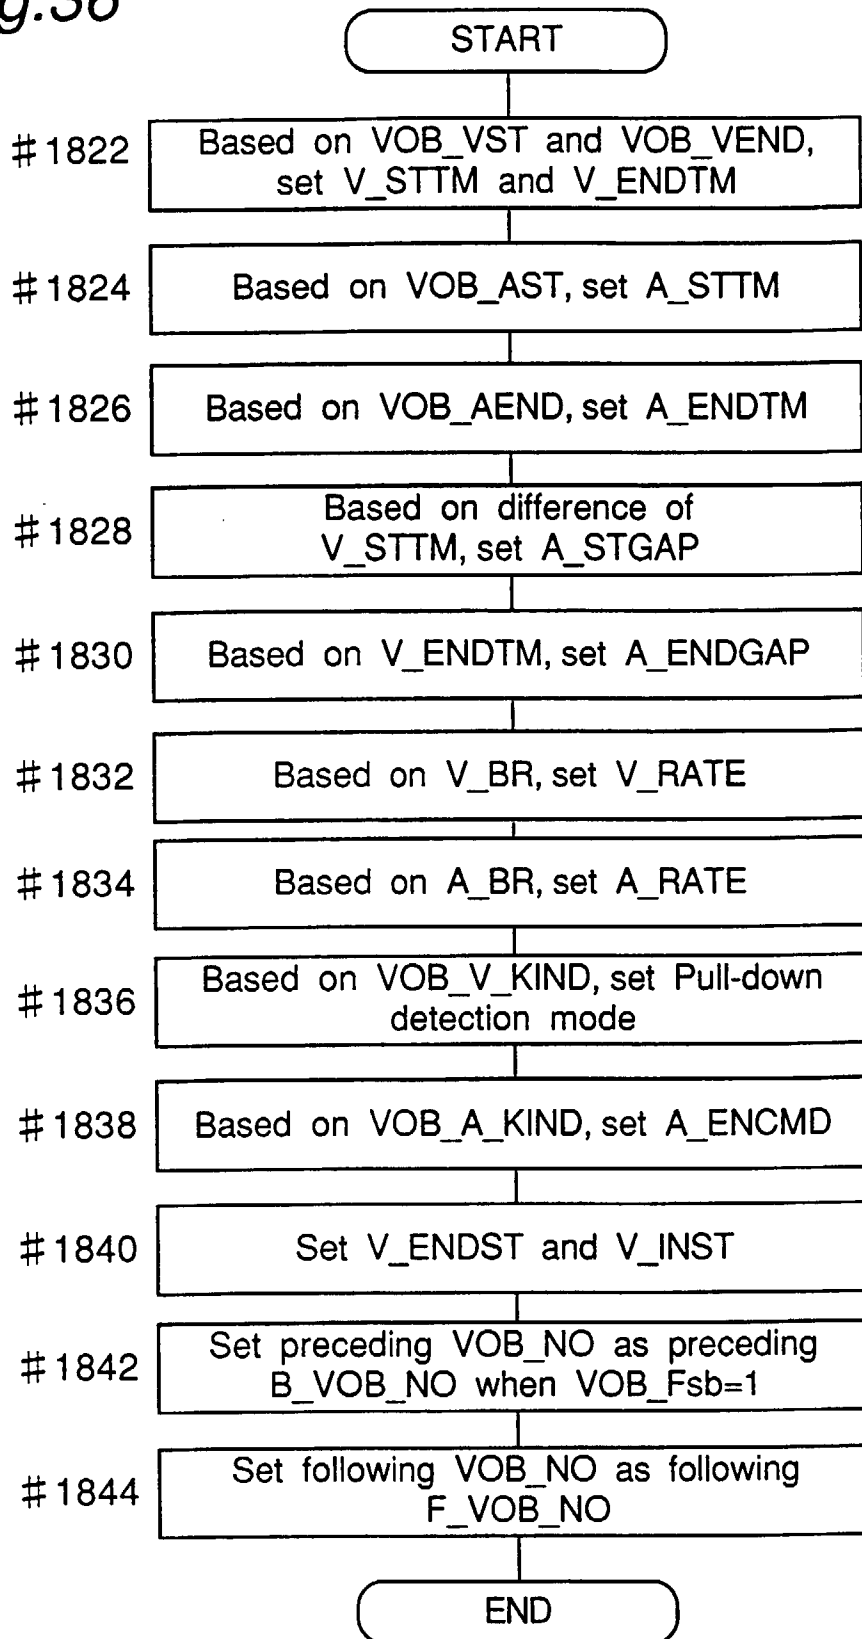 g.36
START
#1822
Based on VOB_VST and VOB_VEND,
set V_STTM and V_ENDTM
#1824
Based on VOB_AST, set A_STTM
#1826
Based on VOB_AEND, set A_ENDTM
#1828
Based on difference of
V_STTM, set A_STGAP
#1830
Based on V_ENDTM, set A_ENDGAP
#1832
Based on V_BR, set V_RATE
#1834
Based on A_BR, set A_RATE
#1836
Based on VOB_V_KIND, set Pull-down
detection mode
#1838
Based on VOB_A_KIND, set A_ENCMD
#1840
Set V_ENDST and V_INST
#1842
Set preceding VOB_NO as preceding
B_VOB_NO when VOB_Fsb=1
#1844
Set following VOB_NO as following
F_VOB_NO
END